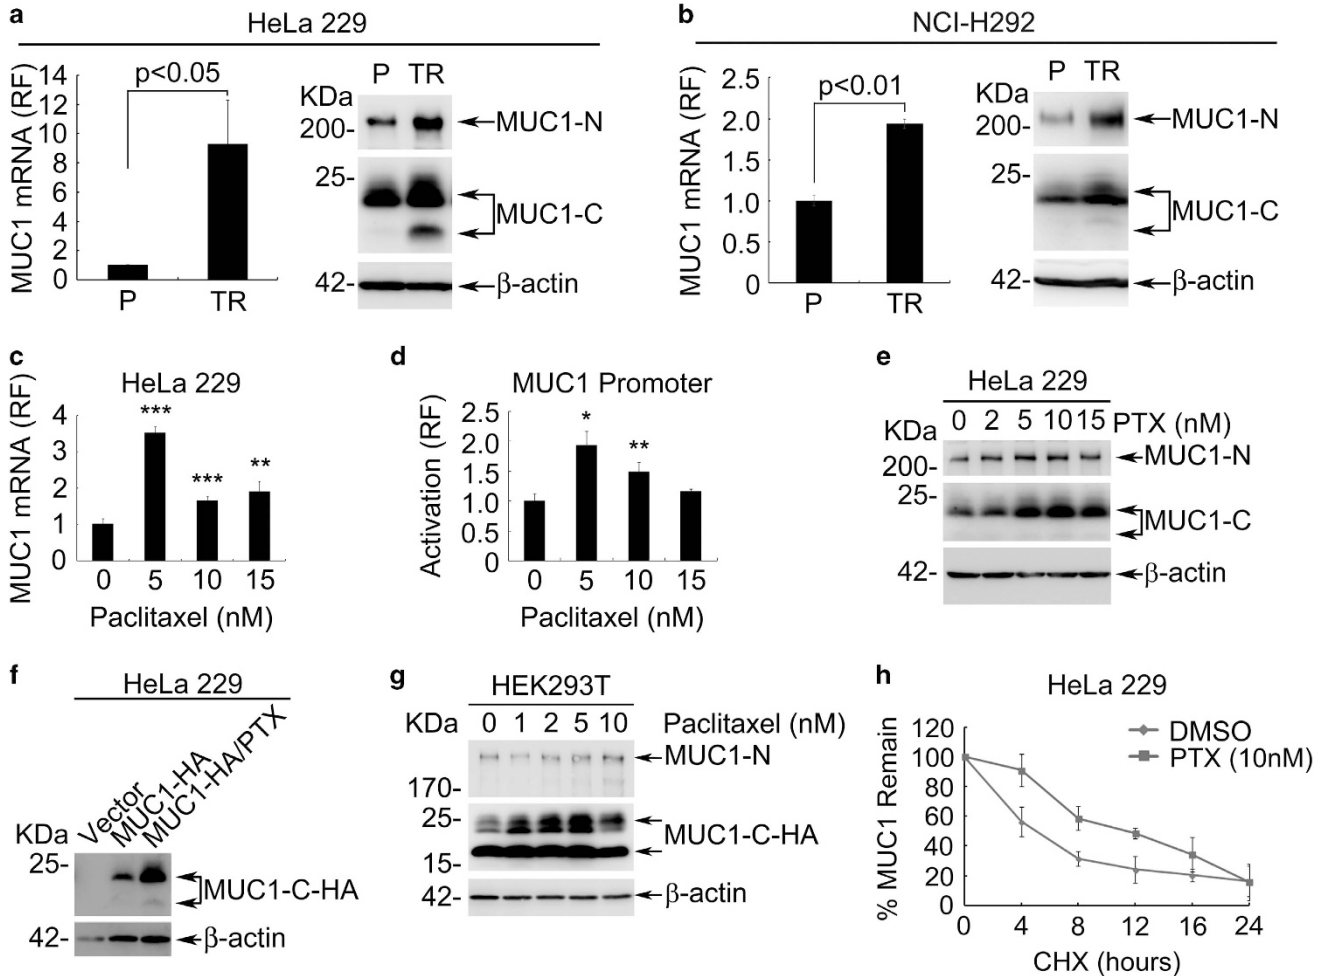 a
HeLa 229
MUC1 mRNA (RF)
14
12
10
8
6
4
2
0
p<0.05
P
TR
P TR
KDa
200-
25-
42-
MUC1-N
MUC1-C
β-actin
b
NCI-H292
MUC1 mRNA (RF)
2.5
2.0
1.5
1.0
0.5
0
p<0.01
P
TR
P TR
KDa
200-
25-
42-
MUC1-N
MUC1-C
β-actin
c
HeLa 229
MUC1 mRNA (RF)
4
3
2
1
0
***
***
**
0 5 10 15
Paclitaxel (nM)
d
MUC1 Promoter
Activation (RF)
2.5
2.0
1.5
1.0
0.5
0
*
**
0 5 10 15
Paclitaxel (nM)
e
HeLa 229
0 2 5 10 15 PTX (nM)
KDa
200-
25-
42-
MUC1-N
MUC1-C
β-actin
f
HeLa 229
Vector
MUC1-HA
MUC1-HA/PTX
KDa
25-
42-
MUC1-C-HA
β-actin
g
HEK293T
KDa 0 1 2 5 10 Paclitaxel (nM)
170-
25-
15-
42-
MUC1-N
MUC1-C-HA
β-actin
h
HeLa 229
% MUC1 Remain
120
100
80
60
40
20
0
DMSO
PTX (10nM)
0 4 8 12 16 24
CHX (hours)